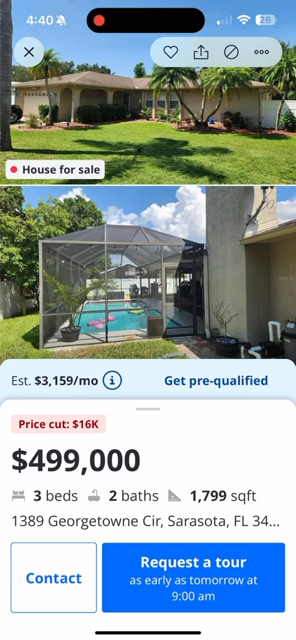 4:40
26
House for sale
Est. $3,159/mo
Get pre-qualified
Price cut: $16K
$499,000
3 beds 2 baths 1,799 sqft
1389 Georgetowne Cir, Sarasota, FL 34...
Contact
Request a tour
as early as tomorrow at
9:00 am